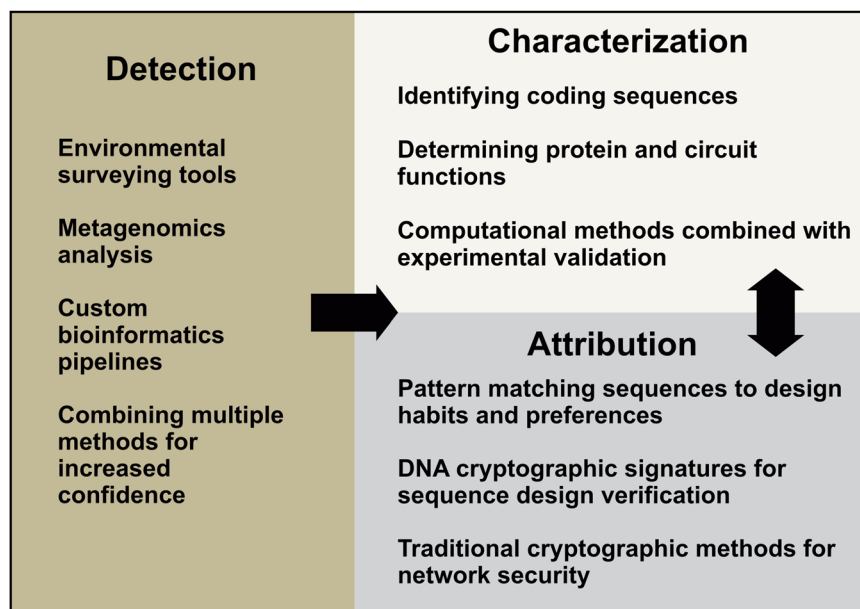 Detection
Environmental
surveying tools
Metagenomics
analysis
Custom
bioinformatics
pipelines
Combining multiple
methods for
increased
confidence
Characterization
Identifying coding sequences
Determining protein and circuit
functions
Computational methods combined with
experimental validation
Attribution
Pattern matching sequences to design
habits and preferences
DNA cryptographic signatures for
sequence design verification
Traditional cryptographic methods for
network security